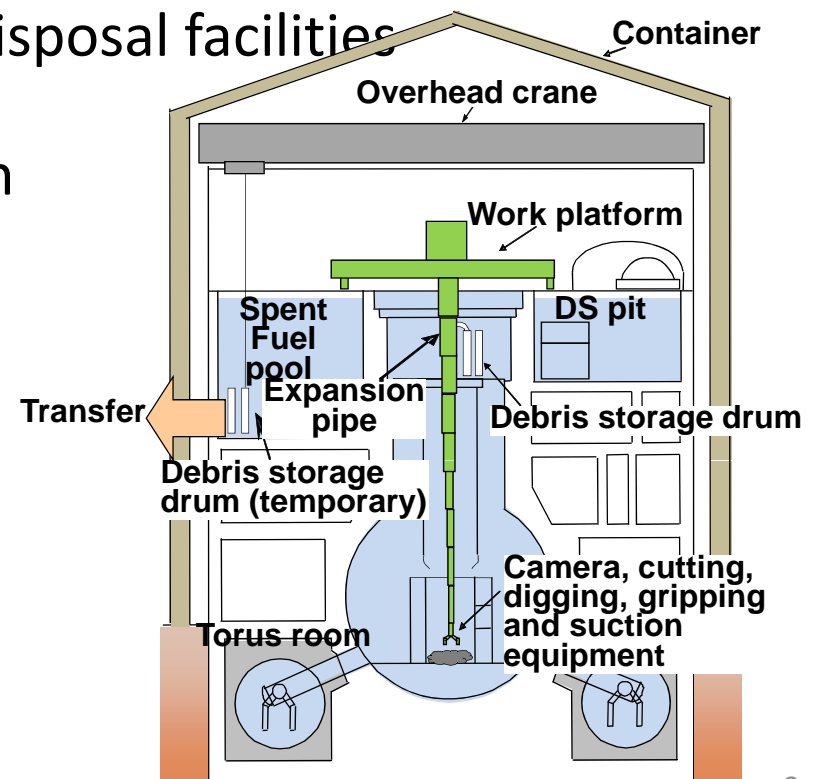 isposal facilities
Container
Overhead crane
n
Work platform
Spent
Fuel
pool
DS pit
Expansion
pipe
Transfer
Debris storage drum
Debris storage
drum (temporary)
Camera, cutting,
digging, gripping
and suction
equipment
Torus room